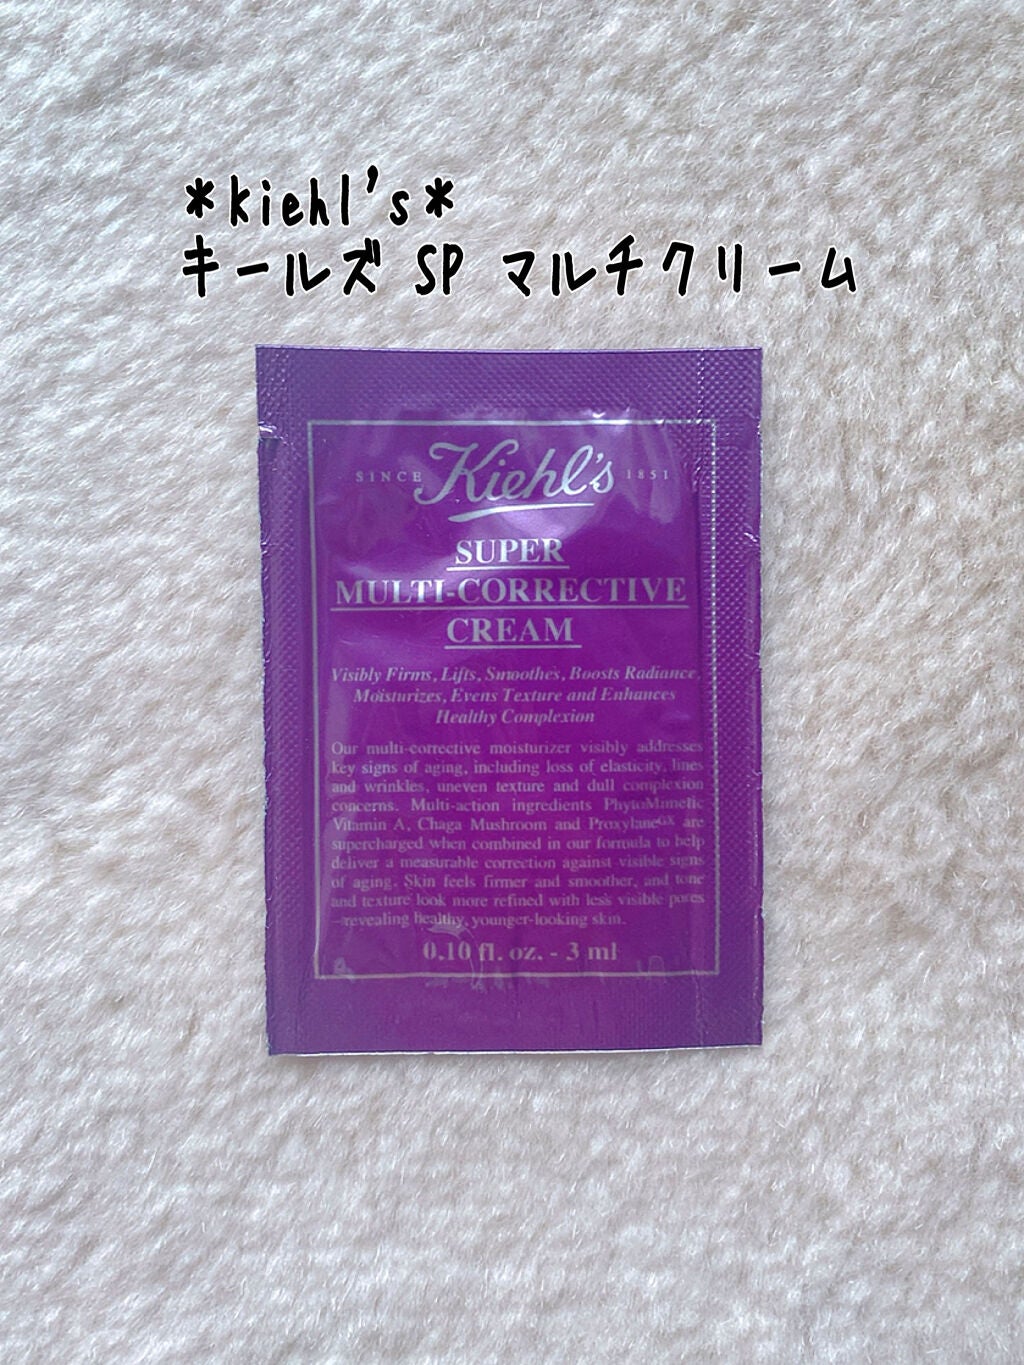 *kiehl's*
キールズ SP マルチクリーム
SINCE Kiehl's 1851
SUPER
MULTI-CORRECTIVE
CREAM
Visibly Firms, Lifts, Smoothes, Boosts Radiance,
Moisturizes, Evens Texture and Enhances
Healthy Complexion
Our multi-corrective moisturizer visibly addresses
key signs of aging, including loss of elasticity, lines
and wrinkles, uneven texture and dull complexion
concerns. Multi-action ingredients PhytoMimetic
Vitamin A, Chaga Mushroom and Proxylaneᴳˣ are
supercharged when combined in our formula to help
deliver a measurable correction against visible signs
of aging. Skin feels firmer and smoother, and tone
and texture look more refined with less visible pores
–revealing healthy, younger-looking skin.
0.10 fl. oz. - 3 ml